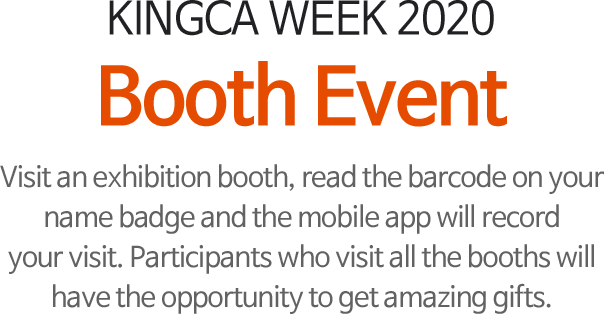 KINGCA WEEK 2020
Booth Event
Visit an exhibition booth, read the barcode on your
name badge and the mobile app will record
your visit. Participants who visit all the booths will
have the opportunity to get amazing gifts.